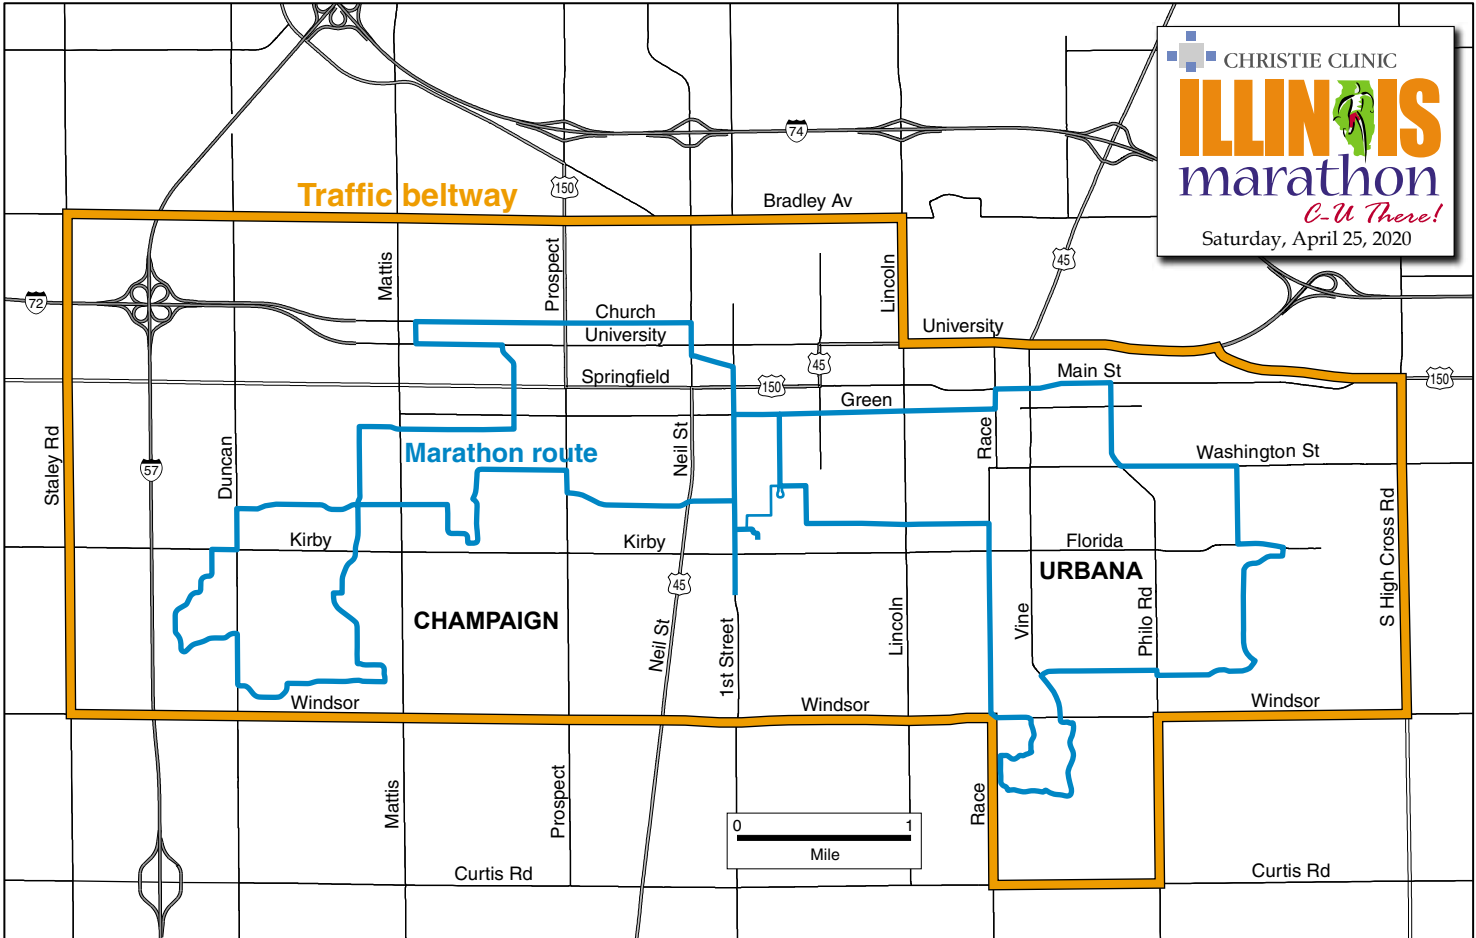 CHRISTIE CLINIC
ILLINOIS
marathon
C-U There!
Saturday, April 25, 2020
74
150
Traffic beltway
Bradley Av
45
Mattis
Prospect
Lincoln
72
Church
University
University
45
Springfield
150
Main St
150
Green
Staley Rd
57
Duncan
Marathon route
Neil St
Race
Washington St
Kirby
Kirby
Florida
S High Cross Rd
URBANA
45
CHAMPAIGN
Neil St
1st Street
Lincoln
Vine
Philo Rd
Windsor
Windsor
Windsor
Mattis
Prospect
Race
0 1
Mile
Curtis Rd
Curtis Rd